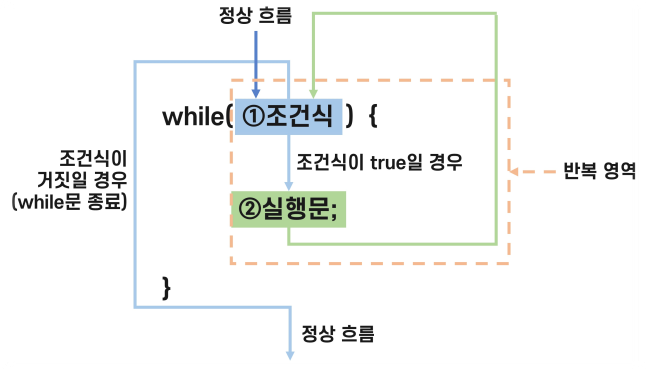 정상 흐름
while( ①조건식 ) {
조건식이
거짓일 경우
(while문 종료)
조건식이 true일 경우
반복 영역
②실행문;
}
정상 흐름